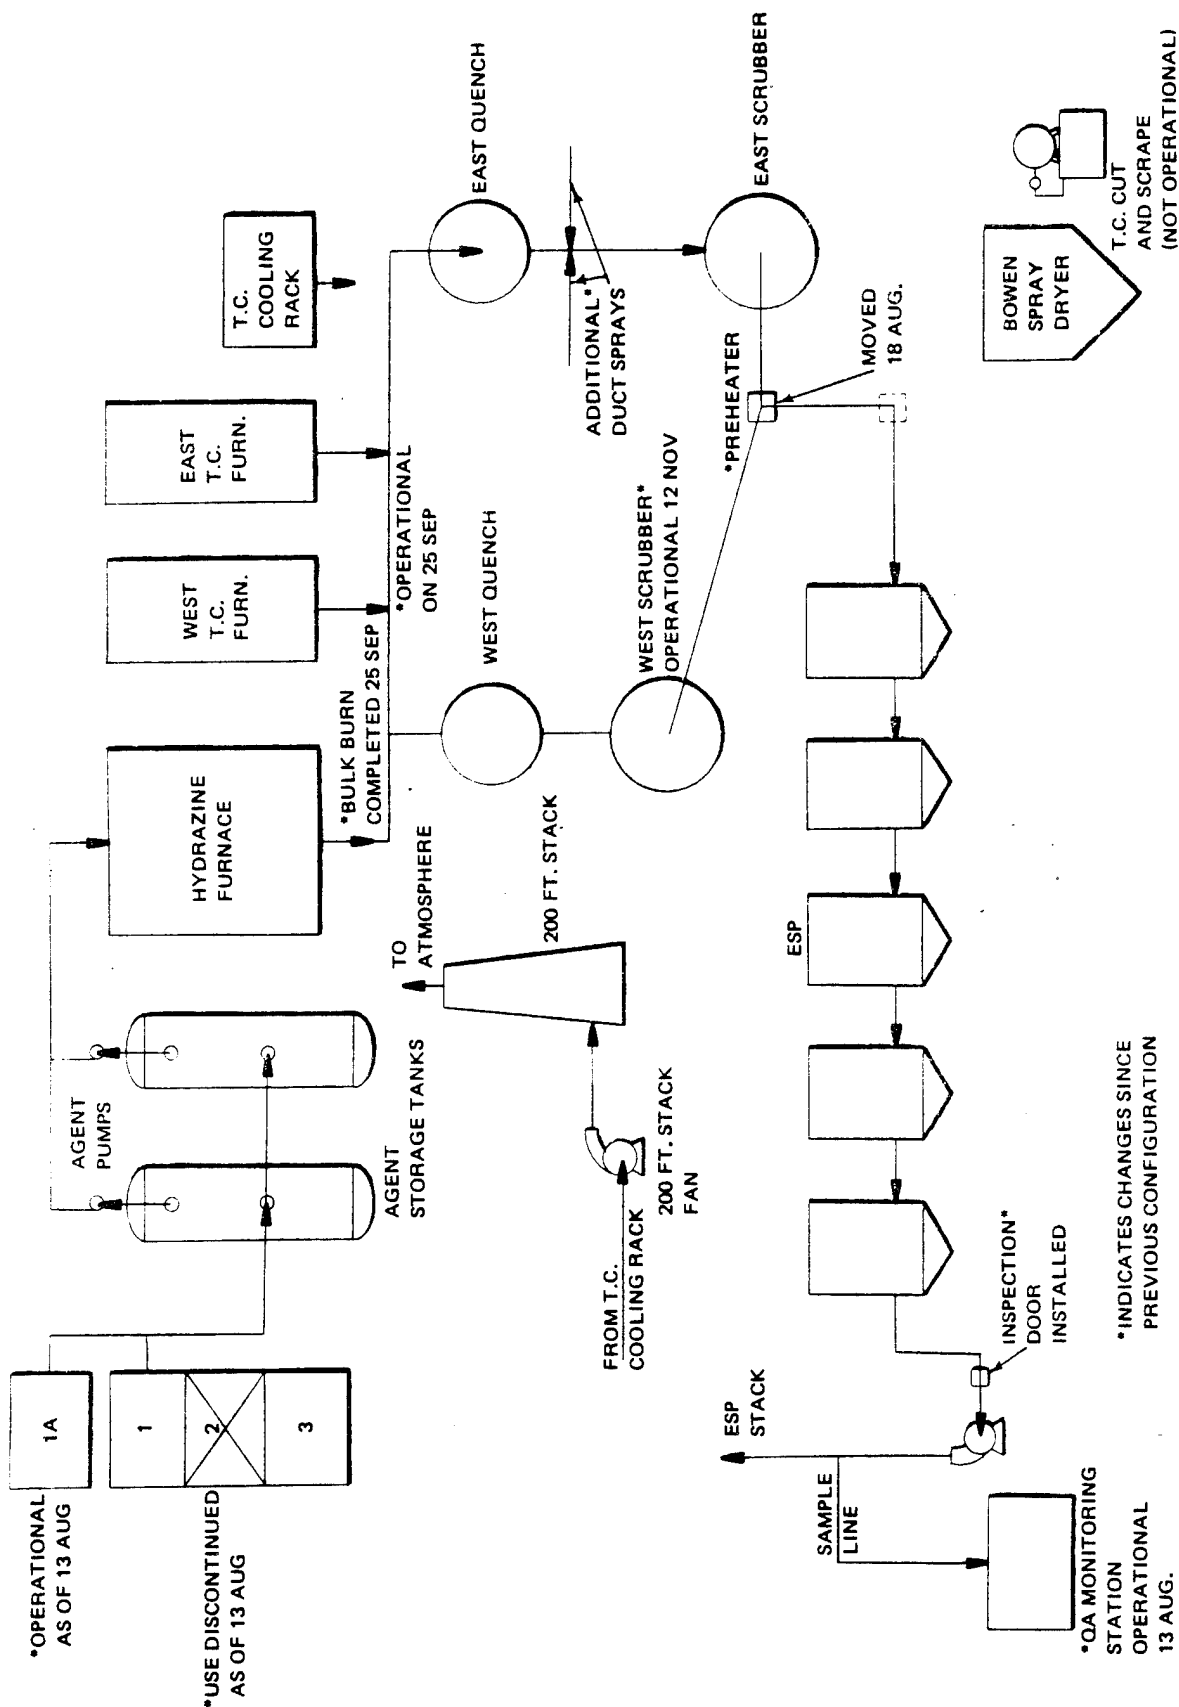 *OPERATIONAL
AS OF 13 AUG
1A
1
2
3
*USE DISCONTINUED
AS OF 13 AUG
AGENT
PUMPS
AGENT
STORAGE TANKS
HYDRAZINE
FURNACE
WEST
T.C.
FURN.
EAST
T.C.
FURN.
T.C.
COOLING
RACK
*BULK BURN
COMPLETED 25 SEP
*OPERATIONAL
ON 25 SEP
TO
ATMOSPHERE
200 FT. STACK
FROM T.C.
COOLING RACK
200 FT. STACK
FAN
WEST QUENCH
EAST QUENCH
ADDITIONAL*
DUCT SPRAYS
WEST SCRUBBER*
OPERATIONAL 12 NOV
EAST SCRUBBER
*PREHEATER
MOVED
18 AUG.
ESP
ESP
STACK
SAMPLE
LINE
INSPECTION*
DOOR
INSTALLED
*QA MONITORING
STATION
OPERATIONAL
13 AUG.
BOWEN
SPRAY
DRYER
T.C. CUT
AND SCRAPE
(NOT OPERATIONAL)
*INDICATES CHANGES SINCE
PREVIOUS CONFIGURATION